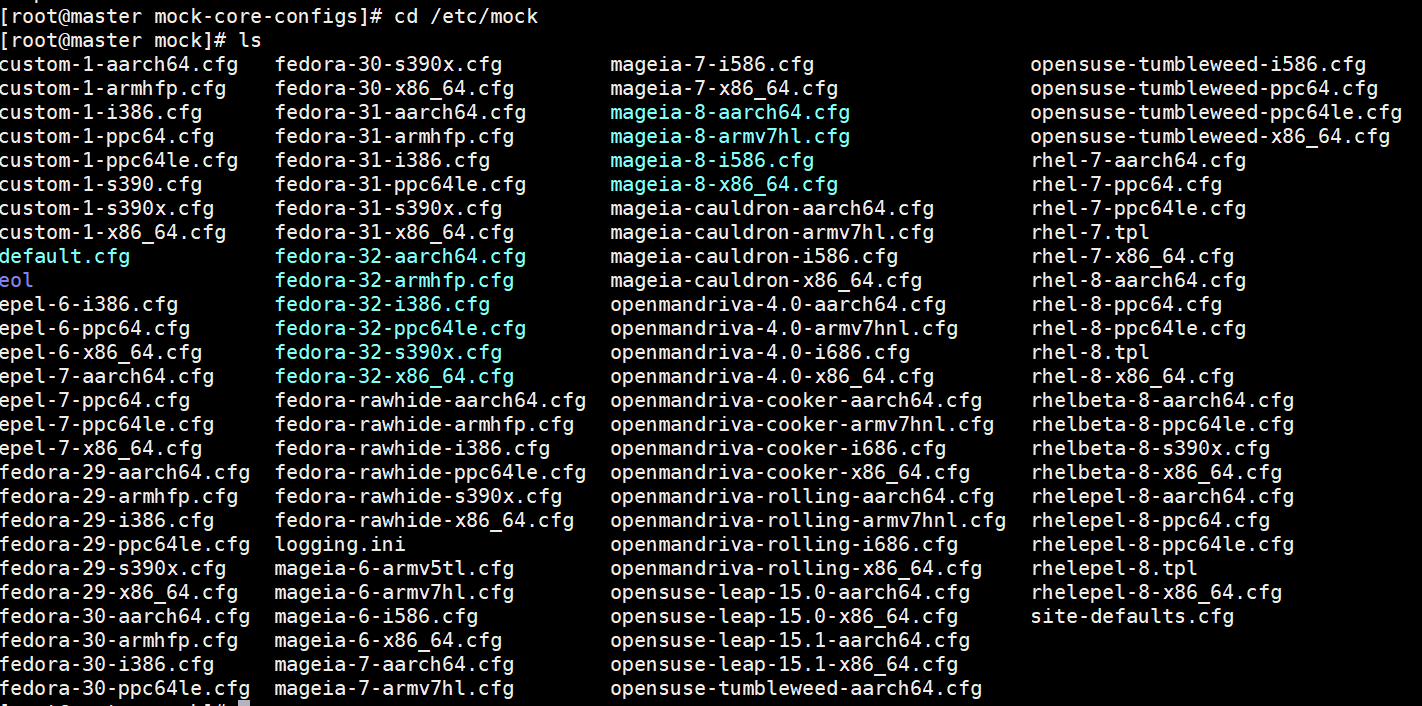 [root@master mock-core-configs]# cd /etc/mock
[root@master mock]# ls
custom-1-aarch64.cfg fedora-30-s390x.cfg mageia-7-i586.cfg opensuse-tumbleweed-i586.cfg
custom-1-armhfp.cfg fedora-30-x86_64.cfg mageia-7-x86_64.cfg opensuse-tumbleweed-ppc64.cfg
custom-1-i386.cfg fedora-31-aarch64.cfg mageia-8-aarch64.cfg opensuse-tumbleweed-ppc64le.cfg
custom-1-ppc64.cfg fedora-31-armhfp.cfg mageia-8-armv7hl.cfg opensuse-tumbleweed-x86_64.cfg
custom-1-ppc64le.cfg fedora-31-i386.cfg mageia-8-i586.cfg rhel-7-aarch64.cfg
custom-1-s390.cfg fedora-31-ppc64le.cfg mageia-8-x86_64.cfg rhel-7-ppc64.cfg
custom-1-s390x.cfg fedora-31-s390x.cfg mageia-cauldron-aarch64.cfg rhel-7-ppc64le.cfg
custom-1-x86_64.cfg fedora-31-x86_64.cfg mageia-cauldron-armv7hl.cfg rhel-7.tpl
default.cfg fedora-32-aarch64.cfg mageia-cauldron-i586.cfg rhel-7-x86_64.cfg
eol fedora-32-armhfp.cfg mageia-cauldron-x86_64.cfg rhel-8-aarch64.cfg
epel-6-i386.cfg fedora-32-i386.cfg openmandriva-4.0-aarch64.cfg rhel-8-ppc64.cfg
epel-6-ppc64.cfg fedora-32-ppc64le.cfg openmandriva-4.0-armv7hnl.cfg rhel-8-ppc64le.cfg
epel-6-x86_64.cfg fedora-32-s390x.cfg openmandriva-4.0-i686.cfg rhel-8.tpl
epel-7-aarch64.cfg fedora-32-x86_64.cfg openmandriva-4.0-x86_64.cfg rhel-8-x86_64.cfg
epel-7-ppc64.cfg fedora-rawhide-aarch64.cfg openmandriva-cooker-aarch64.cfg rhelbeta-8-aarch64.cfg
epel-7-ppc64le.cfg fedora-rawhide-armhfp.cfg openmandriva-cooker-armv7hnl.cfg rhelbeta-8-ppc64le.cfg
epel-7-x86_64.cfg fedora-rawhide-i386.cfg openmandriva-cooker-i686.cfg rhelbeta-8-s390x.cfg
fedora-29-aarch64.cfg fedora-rawhide-ppc64le.cfg openmandriva-cooker-x86_64.cfg rhelbeta-8-x86_64.cfg
fedora-29-armhfp.cfg fedora-rawhide-s390x.cfg openmandriva-rolling-aarch64.cfg rhelepel-8-aarch64.cfg
fedora-29-i386.cfg fedora-rawhide-x86_64.cfg openmandriva-rolling-armv7hnl.cfg rhelepel-8-ppc64.cfg
fedora-29-ppc64le.cfg logging.ini openmandriva-rolling-i686.cfg rhelepel-8-ppc64le.cfg
fedora-29-s390x.cfg mageia-6-armv5tl.cfg openmandriva-rolling-x86_64.cfg rhelepel-8.tpl
fedora-29-x86_64.cfg mageia-6-armv7hl.cfg opensuse-leap-15.0-aarch64.cfg rhelepel-8-x86_64.cfg
fedora-30-aarch64.cfg mageia-6-i586.cfg opensuse-leap-15.0-x86_64.cfg site-defaults.cfg
fedora-30-armhfp.cfg mageia-6-x86_64.cfg opensuse-leap-15.1-aarch64.cfg
fedora-30-i386.cfg mageia-7-aarch64.cfg opensuse-leap-15.1-x86_64.cfg
fedora-30-ppc64le.cfg mageia-7-armv7hl.cfg opensuse-tumbleweed-aarch64.cfg